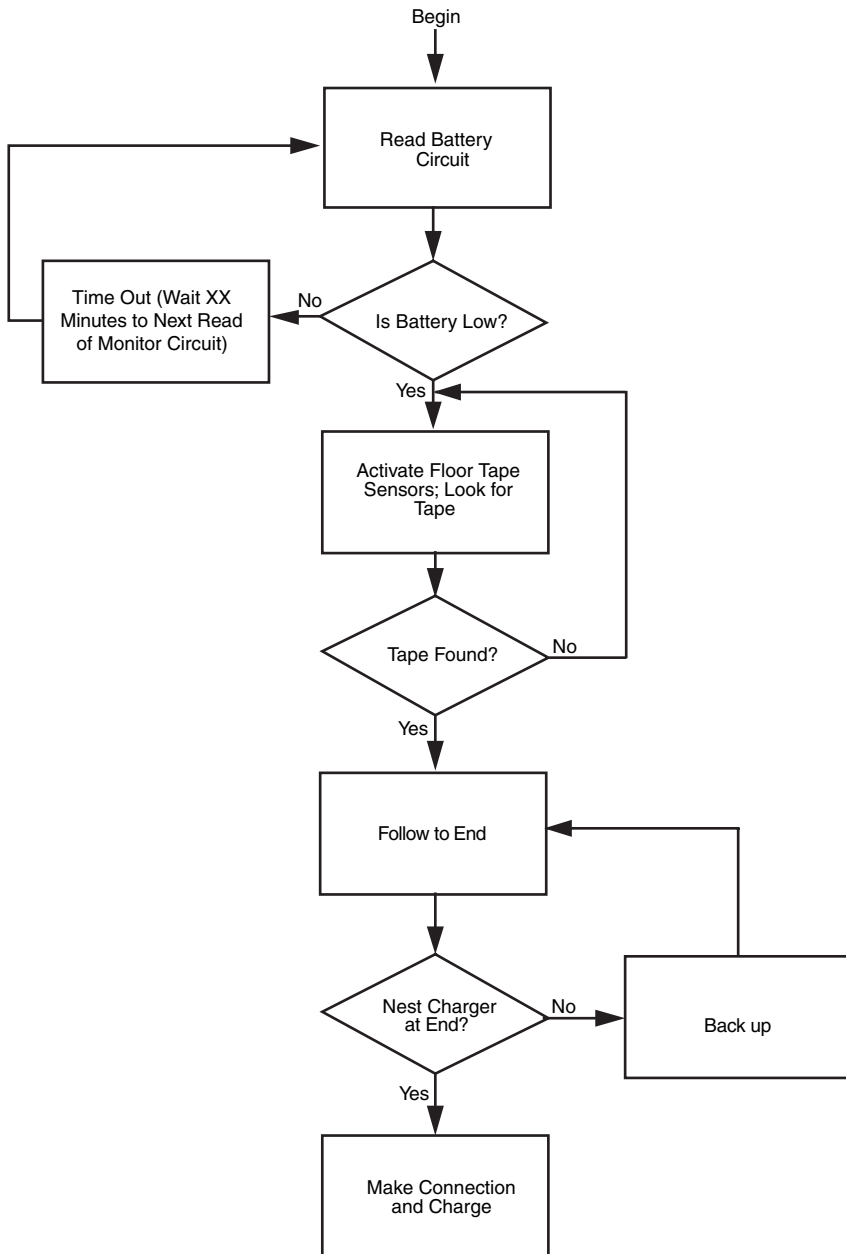 Begin
Read Battery
Circuit
Time Out (Wait XX
Minutes to Next Read
of Monitor Circuit)
No
Is Battery Low?
Yes
Activate Floor Tape
Sensors; Look for
Tape
Tape Found?
No
Yes
Follow to End
Nest Charger
at End?
No
Back up
Yes
Make Connection
and Charge